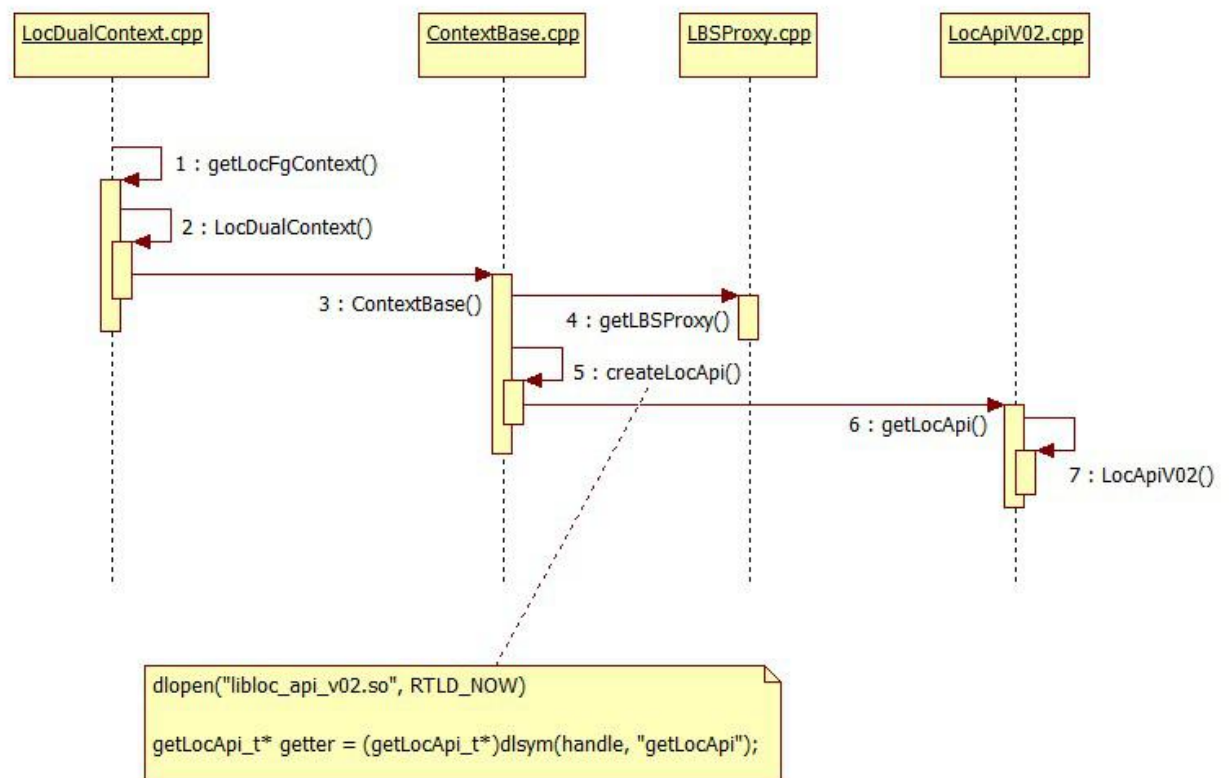 LocDualContext.cpp
ContextBase.cpp
LBSProxy.cpp
LocApiV02.cpp
1 : getLocFgContext()
2 : LocDualContext()
3 : ContextBase()
4 : getLBSProxy()
5 : createLocApi()
6 : getLocApi()
7 : LocApiV02()
dlopen("libloc_api_v02.so", RTLD_NOW)
getLocApi_t* getter = (getLocApi_t*)dlsym(handle, "getLocApi");